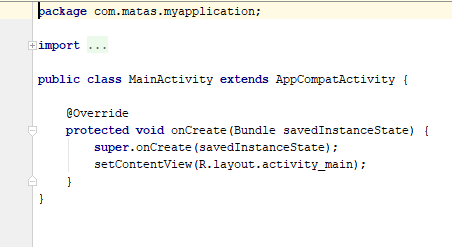 package com.matas.myapplication;
import ...
public class MainActivity extends AppCompatActivity {
@Override
protected void onCreate(Bundle savedInstanceState) {
super.onCreate(savedInstanceState);
setContentView(R.layout.activity_main);
}
}